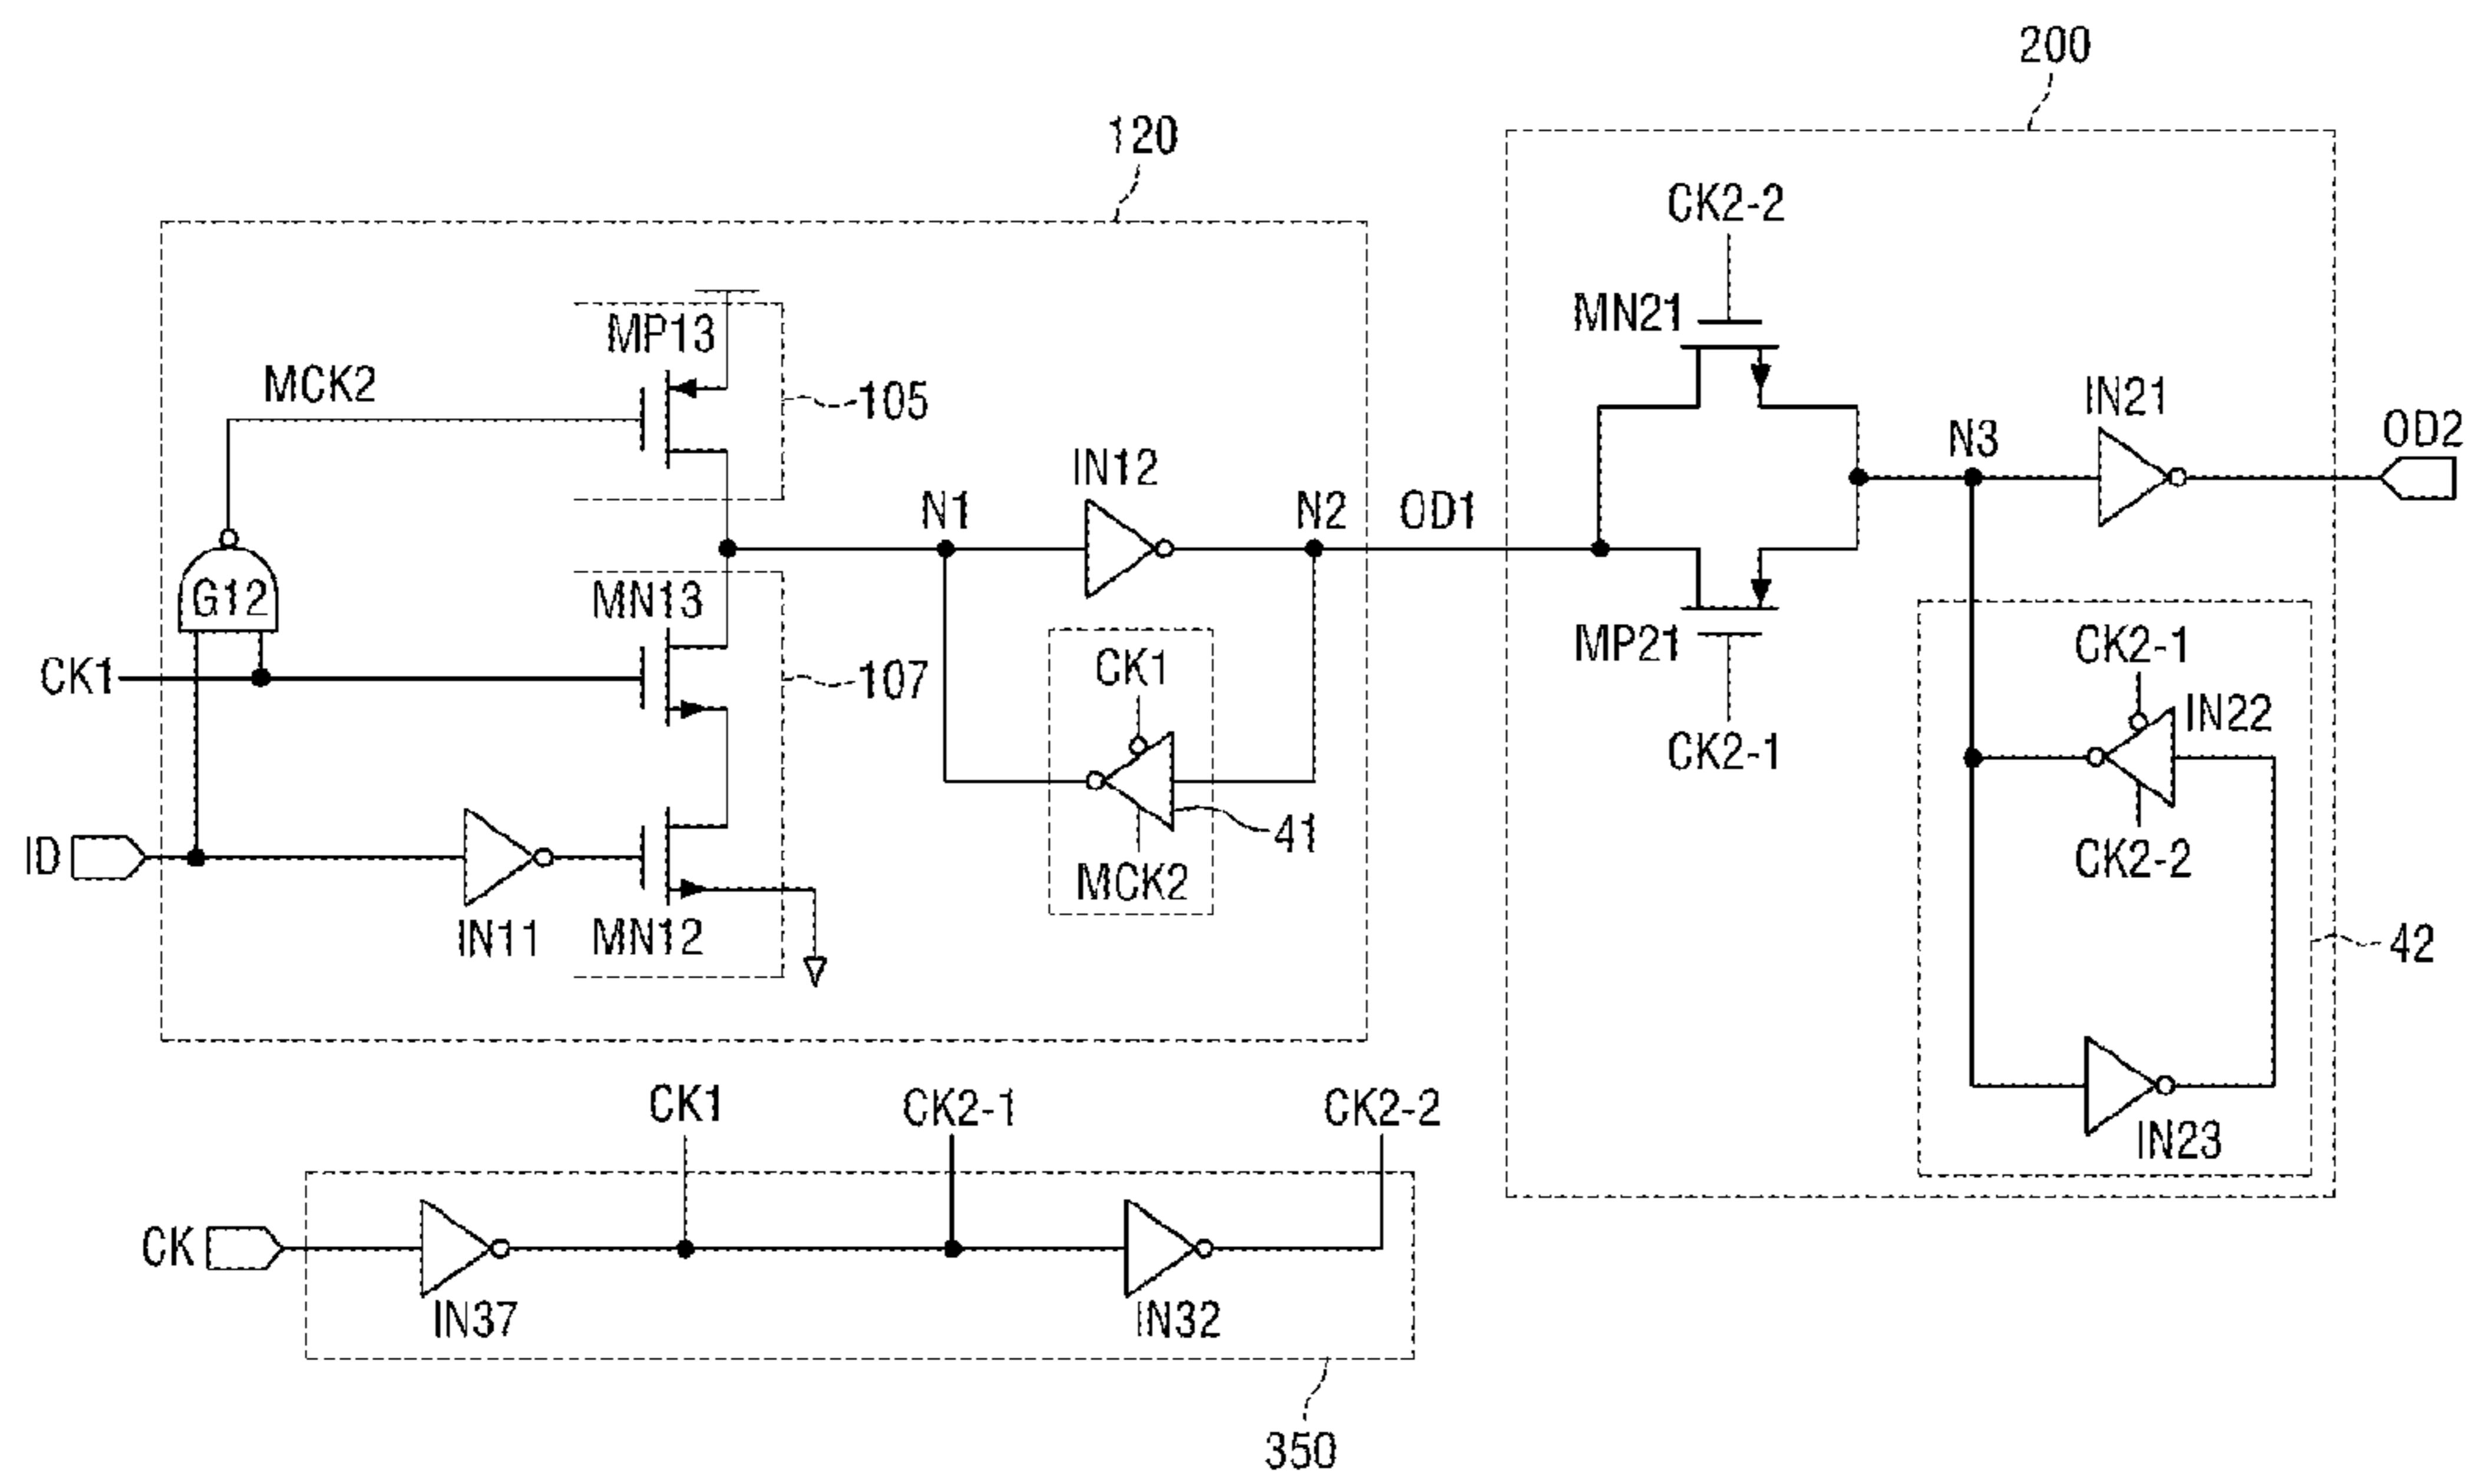 200
120
CK2-2
MN21
MP13
MCK2
105
IN21
OD2
N3
IN12
N1
N2
OD1
G12
MN13
MP21
CK1
CK1
107
CK2-1
IN22
CK2-1
41
ID
MCK2
CK2-2
IN11
MN12
42
CK1
CK2-1
CK2-2
IN23
CK
IN37
IN32
350